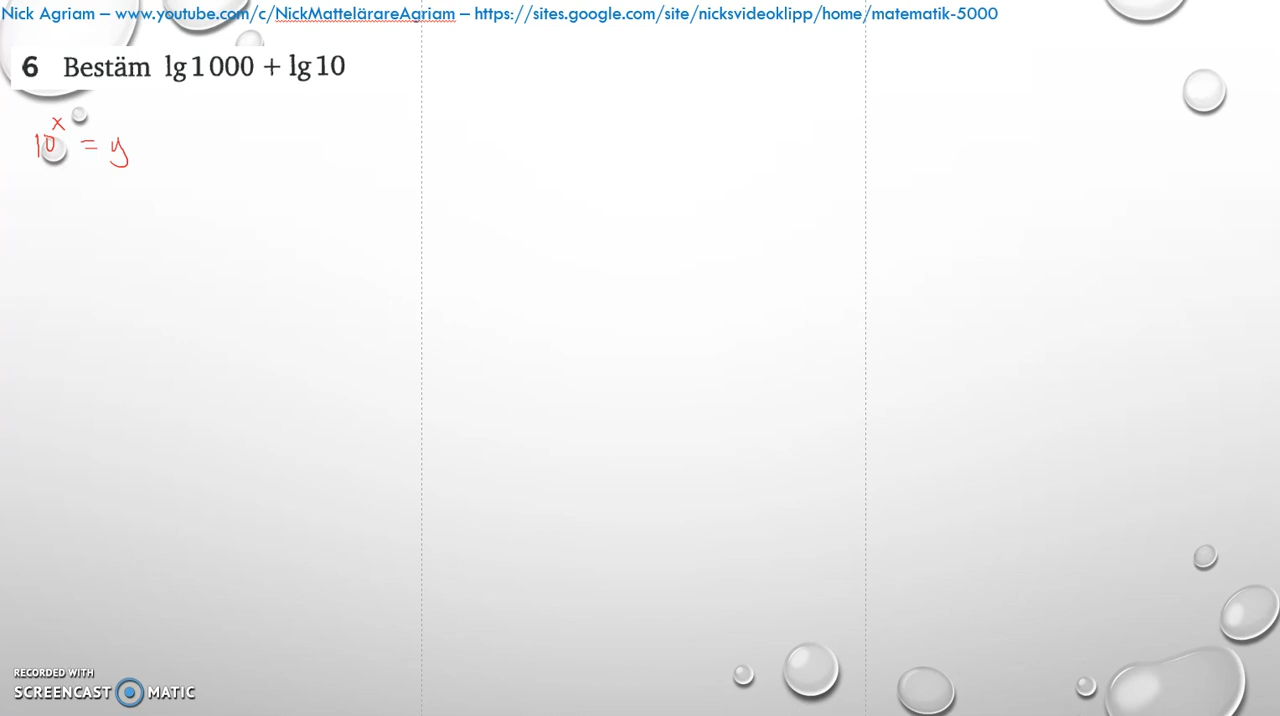 Nick Agriam – www.youtube.com/c/NickMattelärareAgriam – https://sites.google.com/site/nicksvideoklipp/home/matematik-5000
6 Bestäm lg 1 000 + lg 10
10^x = y
RECORDED WITH
SCREENCAST MATIC